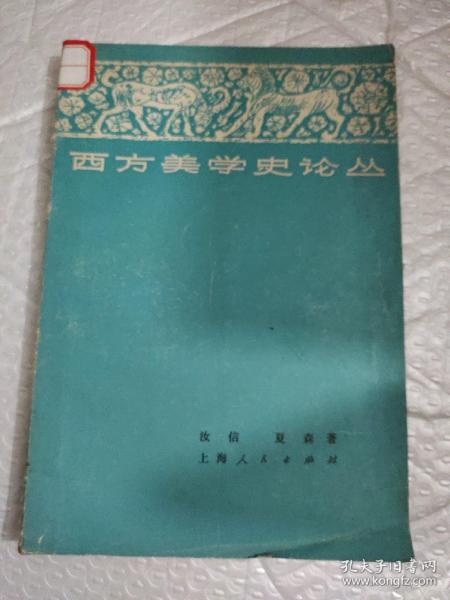 西方美学史论丛
汝信 夏森著
上海人民出版社
孔夫子旧书网
www.kongfz.com